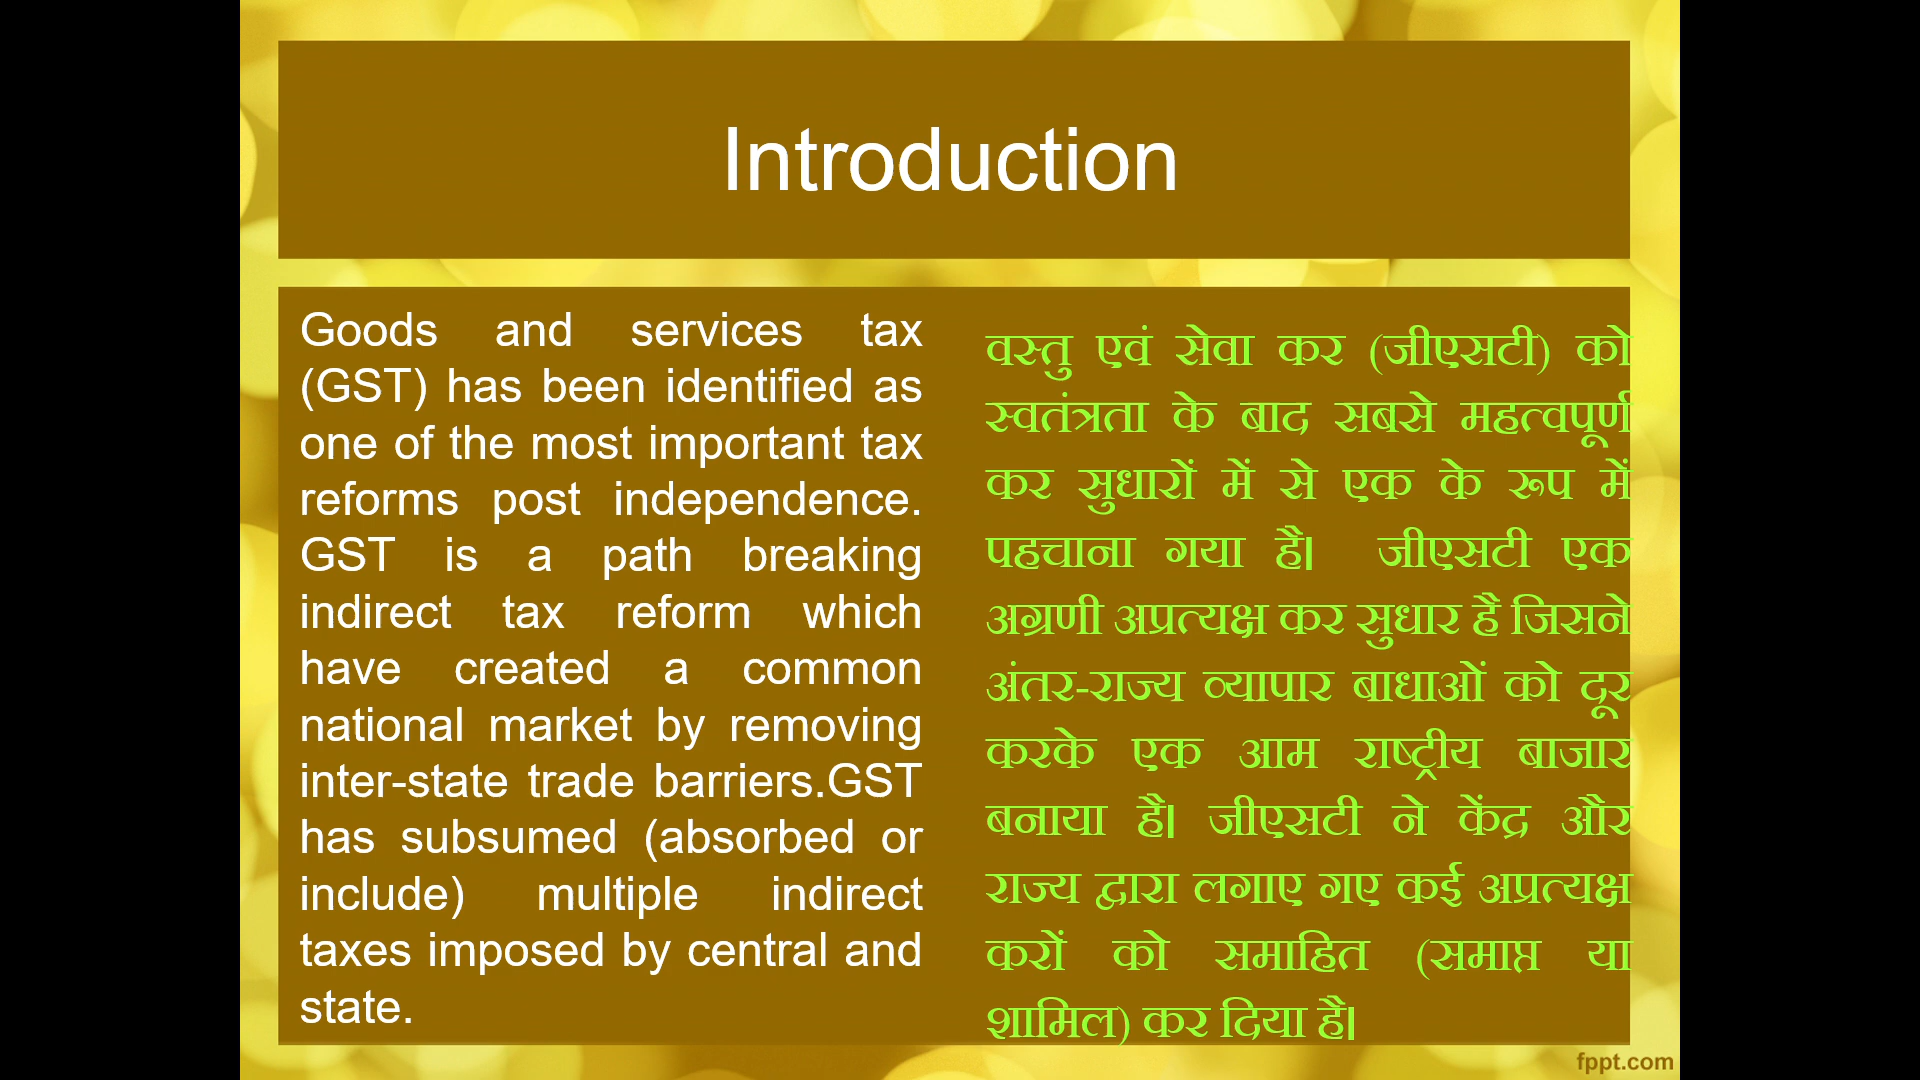 Introduction
Goods and services tax
(GST) has been identified as
one of the most important tax
reforms post independence.
GST is a path breaking
indirect tax reform which
have created a common
national market by removing
inter-state trade barriers.GST
has subsumed (absorbed or
include) multiple indirect
taxes imposed by central and
state.
वस्तु एवं सेवा कर (जीएसटी) को
स्वतंत्रता के बाद सबसे महत्वपूर्ण
कर सुधारों में से एक के रूप में
पहचाना गया है। जीएसटी एक
अग्रणी अप्रत्यक्ष कर सुधार है जिसने
अंतर-राज्य व्यापार बाधाओं को दूर
करके एक आम राष्ट्रीय बाजार
बनाया है। जीएसटी ने केंद्र और
राज्य द्वारा लगाए गए कई अप्रत्यक्ष
करों को समाहित (समाप्त या
शामिल) कर दिया है।
fppt.com